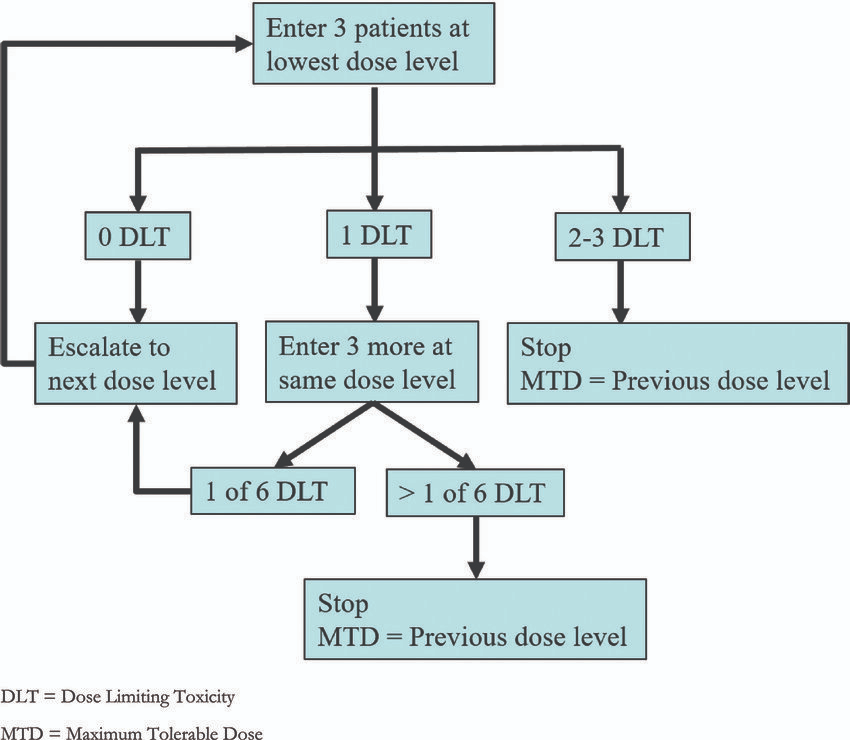 Enter 3 patients at
lowest dose level
0 DLT
1 DLT
2-3 DLT
Escalate to
next dose level
Enter 3 more at
same dose level
Stop
MTD = Previous dose level
1 of 6 DLT
> 1 of 6 DLT
Stop
MTD = Previous dose level
DLT = Dose Limiting Toxicity
MTD = Maximum Tolerable Dose